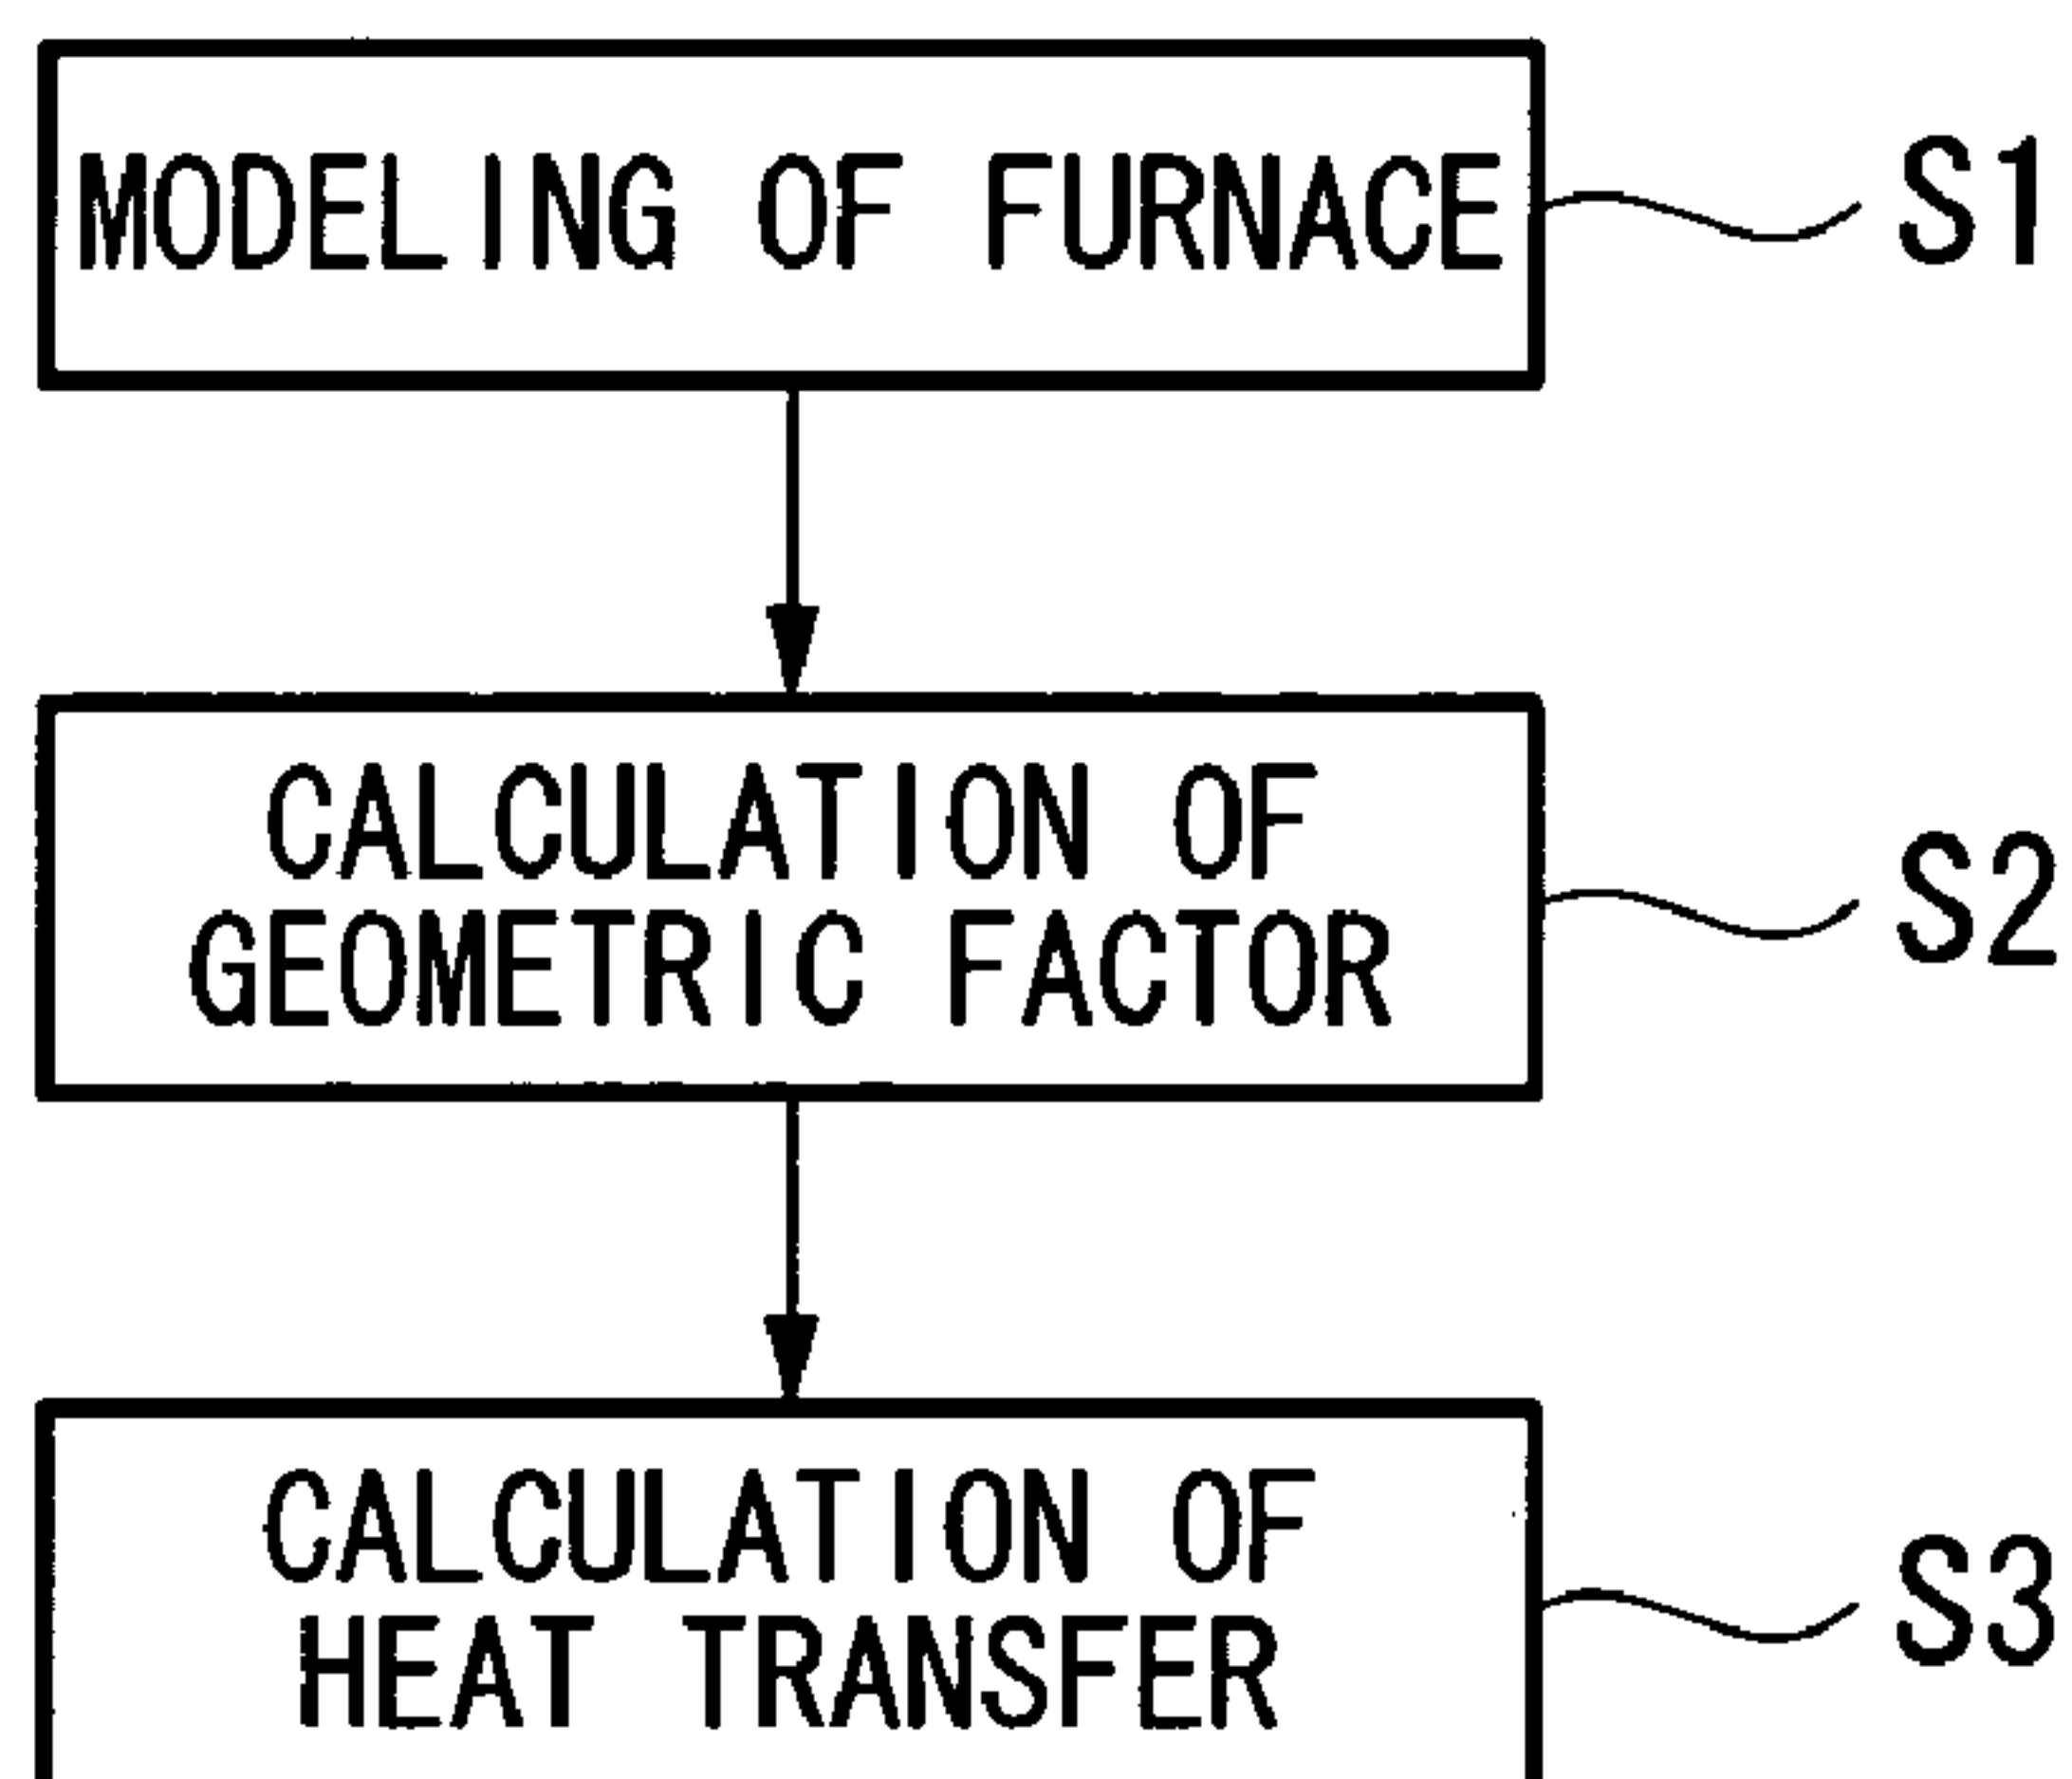 MODELING OF FURNACE
S1
CALCULATION OF
GEOMETRIC FACTOR
S2
CALCULATION OF
HEAT TRANSFER
S3